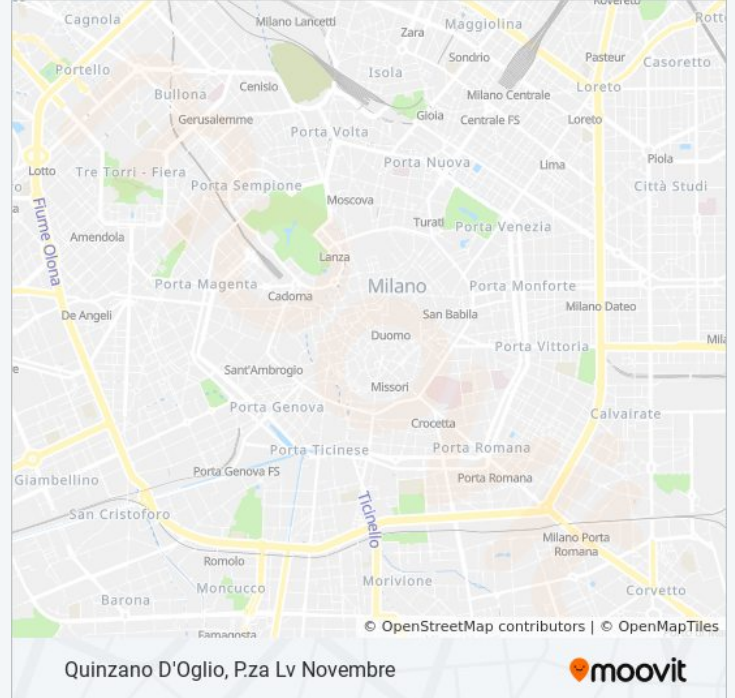 Rovereto
Cagnola
Milano Lancetti
Maggiolina
Rott
Zara
Sondrio
Pasteur
Casoretto
Portello
Isola
Bullona
Cenisio
Milano Centrale
Loreto
Gerusalemme
Gioia
Centrale FS
Loreto
Porta Volta
Porta Nuova
Lima
Piola
Lotto
Tre Torri - Fiera
Porta Sempione
Città Studi
o
Moscova
a
Turati
Porta Venezia
Fiume Olona
Amendola
Lanza
Porta Magenta
Milano
Porta Monforte
Cadorna
Milano Dateo
De Angeli
San Babila
Duomo
Porta Vittoria
Mila
e
Sant'Ambrogio
Missori
Porta Genova
Calvairate
Crocetta
Porta Ticinese
Porta Romana
Porta Genova FS
Porta Romana
Giambellino
Ticinello
San Cristoforo
Milano Porta
Romana
Romolo
Morivione
Moncucco
Corvetto
Barona
© OpenStreetMap contributors | © OpenMapTiles
Famagosta
Quinzano D'Oglio, P.za Lv Novembre
moovit